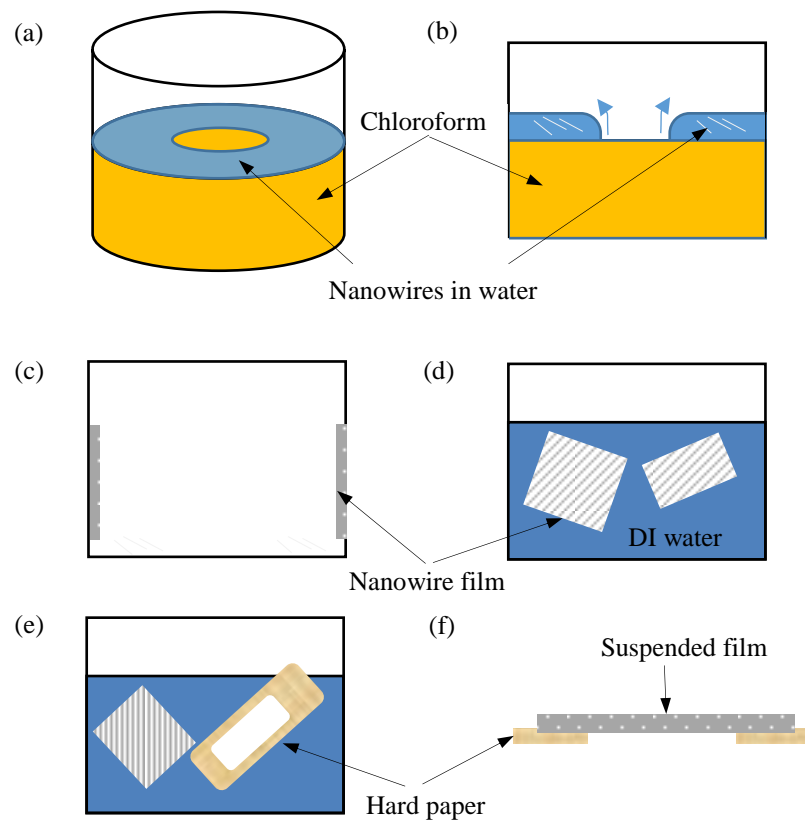 (a)
(b)
Chloroform
Nanowires in water
(c)
(d)
DI water
Nanowire film
(e)
(f)
Suspended film
Hard paper